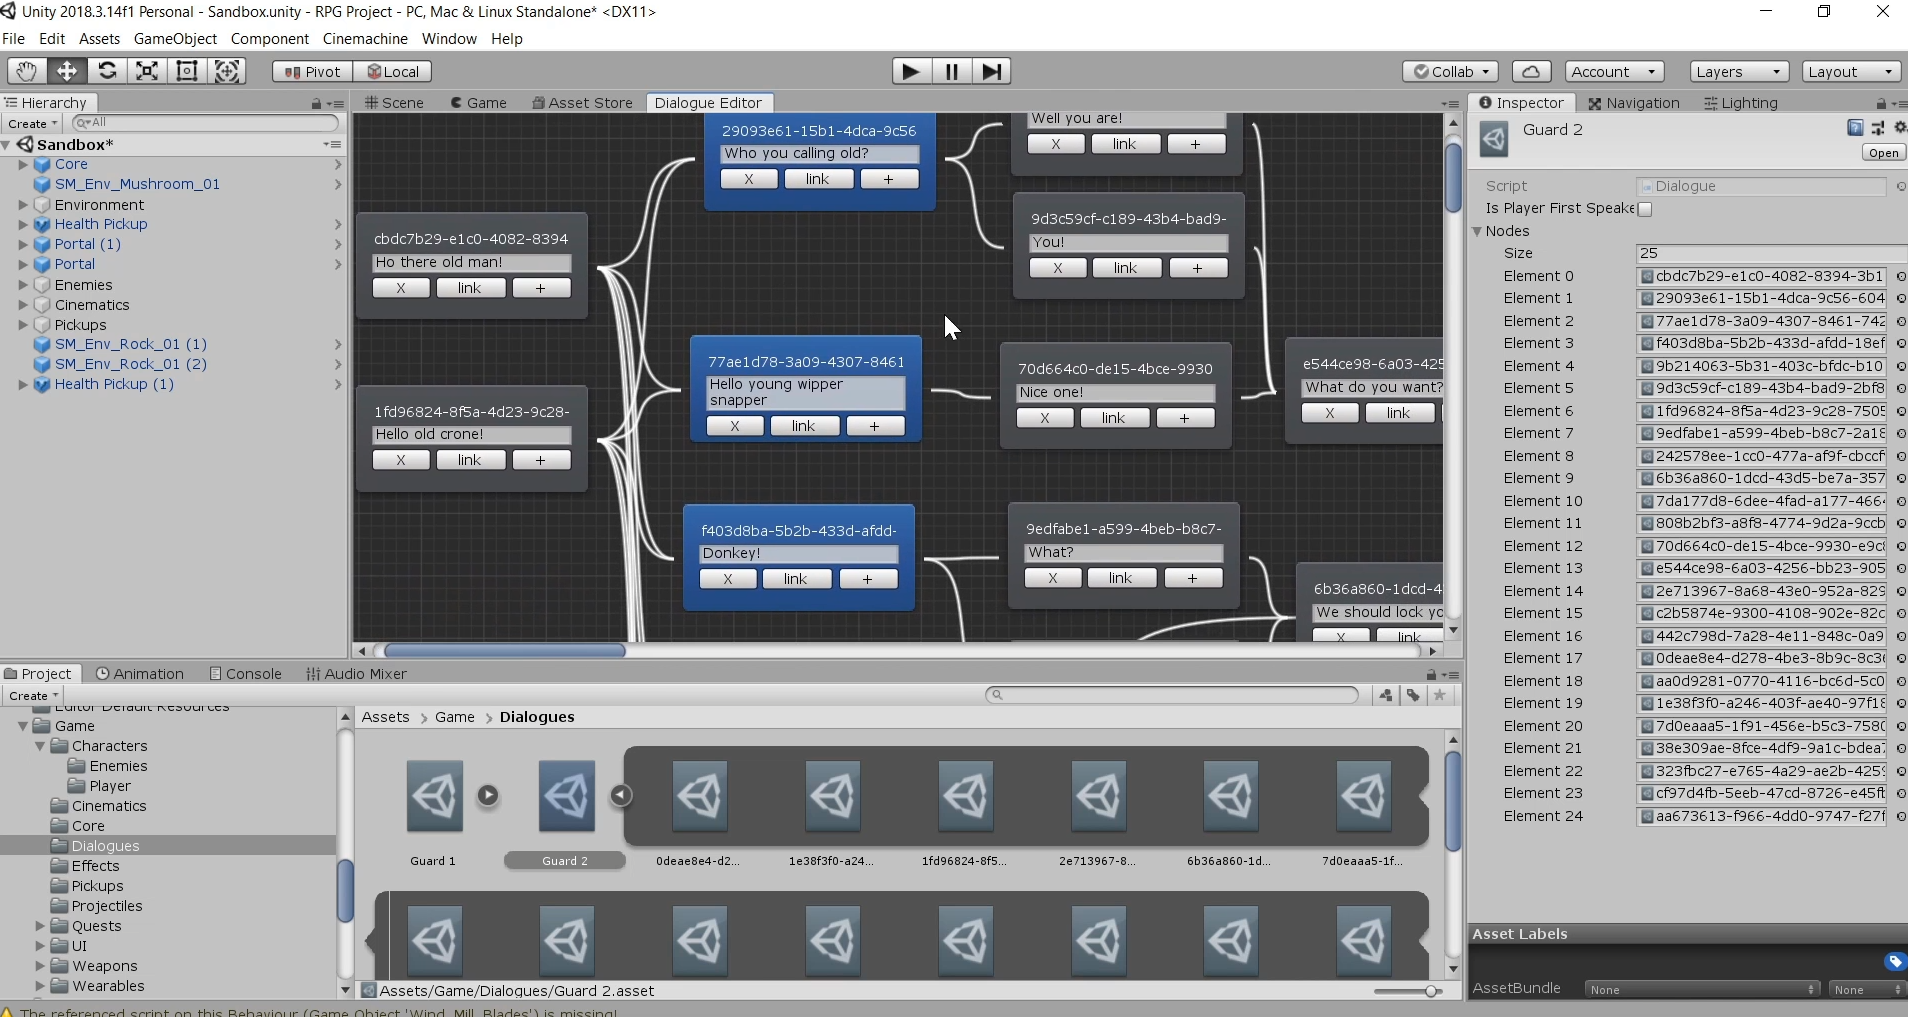 Unity 2018.3.14f1 Personal - Sandbox.unity - RPG Project - PC, Mac & Linux Standalone* <DX11>
File Edit Assets GameObject Component Cinemachine Window Help
Pivot Local Collab Account Layers Layout
Hierarchy
Create All
Sandbox*
Core
SM_Env_Mushroom_01
Environment
Health Pickup
Portal (1)
Portal
Enemies
Cinematics
Pickups
SM_Env_Rock_01 (1)
SM_Env_Rock_01 (2)
Health Pickup (1)
Scene Game Asset Store Dialogue Editor
cbdc7b29-e1c0-4082-8394
Ho there old man!
X link +
1fd96824-8f5a-4d23-9c28-
Hello old crone!
X link +
29093e61-15b1-4dca-9c56
Who you calling old?
X link +
77ae1d78-3a09-4307-8461
Hello young wipper
snapper
X link +
f403d8ba-5b2b-433d-afdd-
Donkey!
X link +
Well you are!
X link +
9d3c59cf-c189-43b4-bad9-
You!
X link +
70d664c0-de15-4bce-9930
Nice one!
X link +
9edfabe1-a599-4beb-b8c7-
What?
X link +
e544ce98-6a03-425
What do you want?
X link
6b36a860-1dcd-4
We should lock yo
X link
Inspector Navigation Lighting
Guard 2
Open
Script Dialogue
Is Player First Speake
Nodes
Size 25
Element 0 cbdc7b29-e1c0-4082-8394-3b1
Element 1 29093e61-15b1-4dca-9c56-604
Element 2 77ae1d78-3a09-4307-8461-742
Element 3 f403d8ba-5b2b-433d-afdd-18ef
Element 4 9b214063-5b31-403c-bfdc-b10
Element 5 9d3c59cf-c189-43b4-bad9-2bf8
Element 6 1fd96824-8f5a-4d23-9c28-7505
Element 7 9edfabe1-a599-4beb-b8c7-2a18
Element 8 242578ee-1cc0-477a-af9f-cbccf
Element 9 6b36a860-1dcd-43d5-be7a-357
Element 10 7da177d8-6dee-4fad-a177-466
Element 11 808b2bf3-a8f8-4774-9d2a-9ccb
Element 12 70d664c0-de15-4bce-9930-e9c
Element 13 e544ce98-6a03-4256-bb23-905
Element 14 2e713967-8a68-43e0-952a-829
Element 15 c2b5874e-9300-4108-902e-82c
Element 16 442c798d-7a28-4e11-848c-0a9
Element 17 0deae8e4-d278-4be3-8b9c-8c3
Element 18 aa0d9281-0770-4116-bc6d-5c0
Element 19 1e38f3f0-a246-403f-ae40-97f18
Element 20 7d0eaaa5-1f91-456e-b5c3-758
Element 21 38e309ae-8fce-4df9-9a1c-bdea
Element 22 323fbc27-e765-4a29-ae2b-425
Element 23 cf97d4fb-5eeb-47cd-8726-e45f
Element 24 aa673613-f966-4dd0-9747-f27f
Asset Labels
AssetBundle None None
Project Animation Console Audio Mixer
Create
Editor Default Resources
Game
Characters
Enemies
Player
Cinematics
Core
Dialogues
Effects
Pickups
Projectiles
Quests
UI
Weapons
Wearables
Assets Game Dialogues
Guard 1 Guard 2 0deae8e4-d2... 1e38f3f0-a24... 1fd96824-8f5... 2e713967-8... 6b36a860-1d... 7d0eaaa5-1f...
Assets/Game/Dialogues/Guard 2.asset
The referenced script on this Behaviour (Game Object 'Wind_Mill_Blades') is missing!